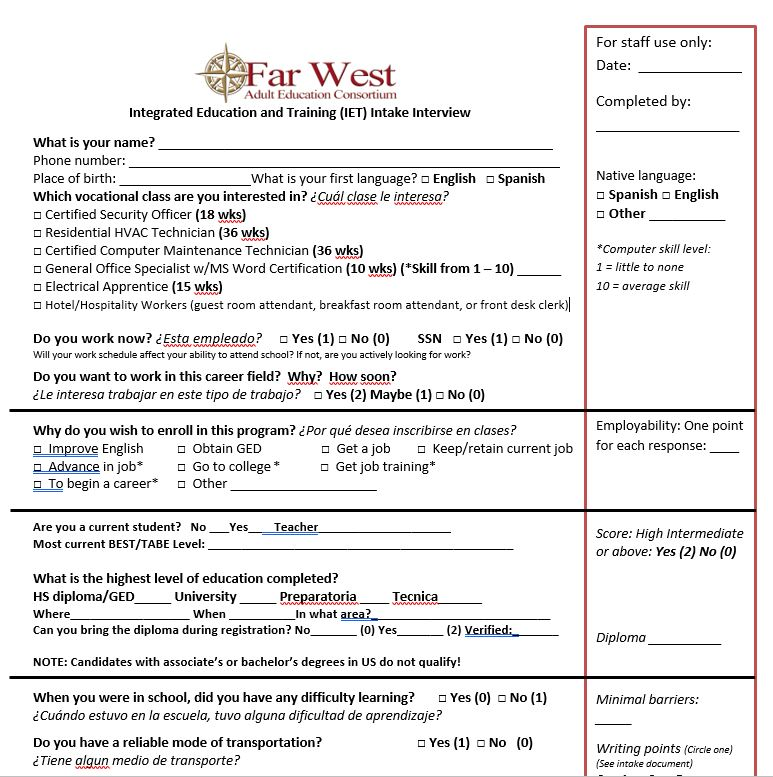 Far West
Adult Education Consortium
Integrated Education and Training (IET) Intake Interview
What is your name? ____________________
Phone number: ____________________
Place of birth: _______________What is your first language? □ English □ Spanish
Which vocational class are you interested in? ¿Cuál clase le interesa?
□ Certified Security Officer (18 wks)
□ Residential HVAC Technician (36 wks)
□ Certified Computer Maintenance Technician (36 wks)
□ General Office Specialist w/MS Word Certification (10 wks) (*Skill from 1 – 10) ______
□ Electrical Apprentice (15 wks)
□ Hotel/Hospitality Workers (guest room attendant, breakfast room attendant, or front desk clerk)
Do you work now? ¿Esta empleado? □ Yes (1) □ No (0) SSN □ Yes (1) □ No (0)
Will your work schedule affect your ability to attend school? If not, are you actively looking for work?
Do you want to work in this career field? Why? How soon?
¿Le interesa trabajar en este tipo de trabajo? □ Yes (2) Maybe (1) □ No (0)
Why do you wish to enroll in this program? ¿Por qué desea inscribirse en clases?
□ Improve English □ Obtain GED □ Get a job □ Keep/retain current job
□ Advance in job* □ Go to college * □ Get job training*
□ To begin a career* □ Other ____________________
Are you a current student? No ___Yes___ Teacher____________________
Most current BEST/TABE Level: ____________________
What is the highest level of education completed?
HS diploma/GED_____ University _____ Preparatoria____ Tecnica______
Where__________________ When __________In what area?_____________________
Can you bring the diploma during registration? No_______ (0) Yes_______ (2) Verified:_______
NOTE: Candidates with associate’s or bachelor’s degrees in US do not qualify!
When you were in school, did you have any difficulty learning? □ Yes (0) □ No (1)
¿Cuándo estuvo en la escuela, tuvo alguna dificultad de aprendizaje?
Do you have a reliable mode of transportation? □ Yes (1) □ No (0)
¿Tiene algun medio de transporte?
For staff use only:
Date: ______________
Completed by:
____________________
Native language:
□ Spanish □ English
□ Other __________
*Computer skill level:
1 = little to none
10 = average skill
Employability: One point
for each response: ____
Score: High Intermediate
or above: Yes (2) No (0)
Diploma __________
Minimal barriers:
_____
Writing points (Circle one)
(See intake document)